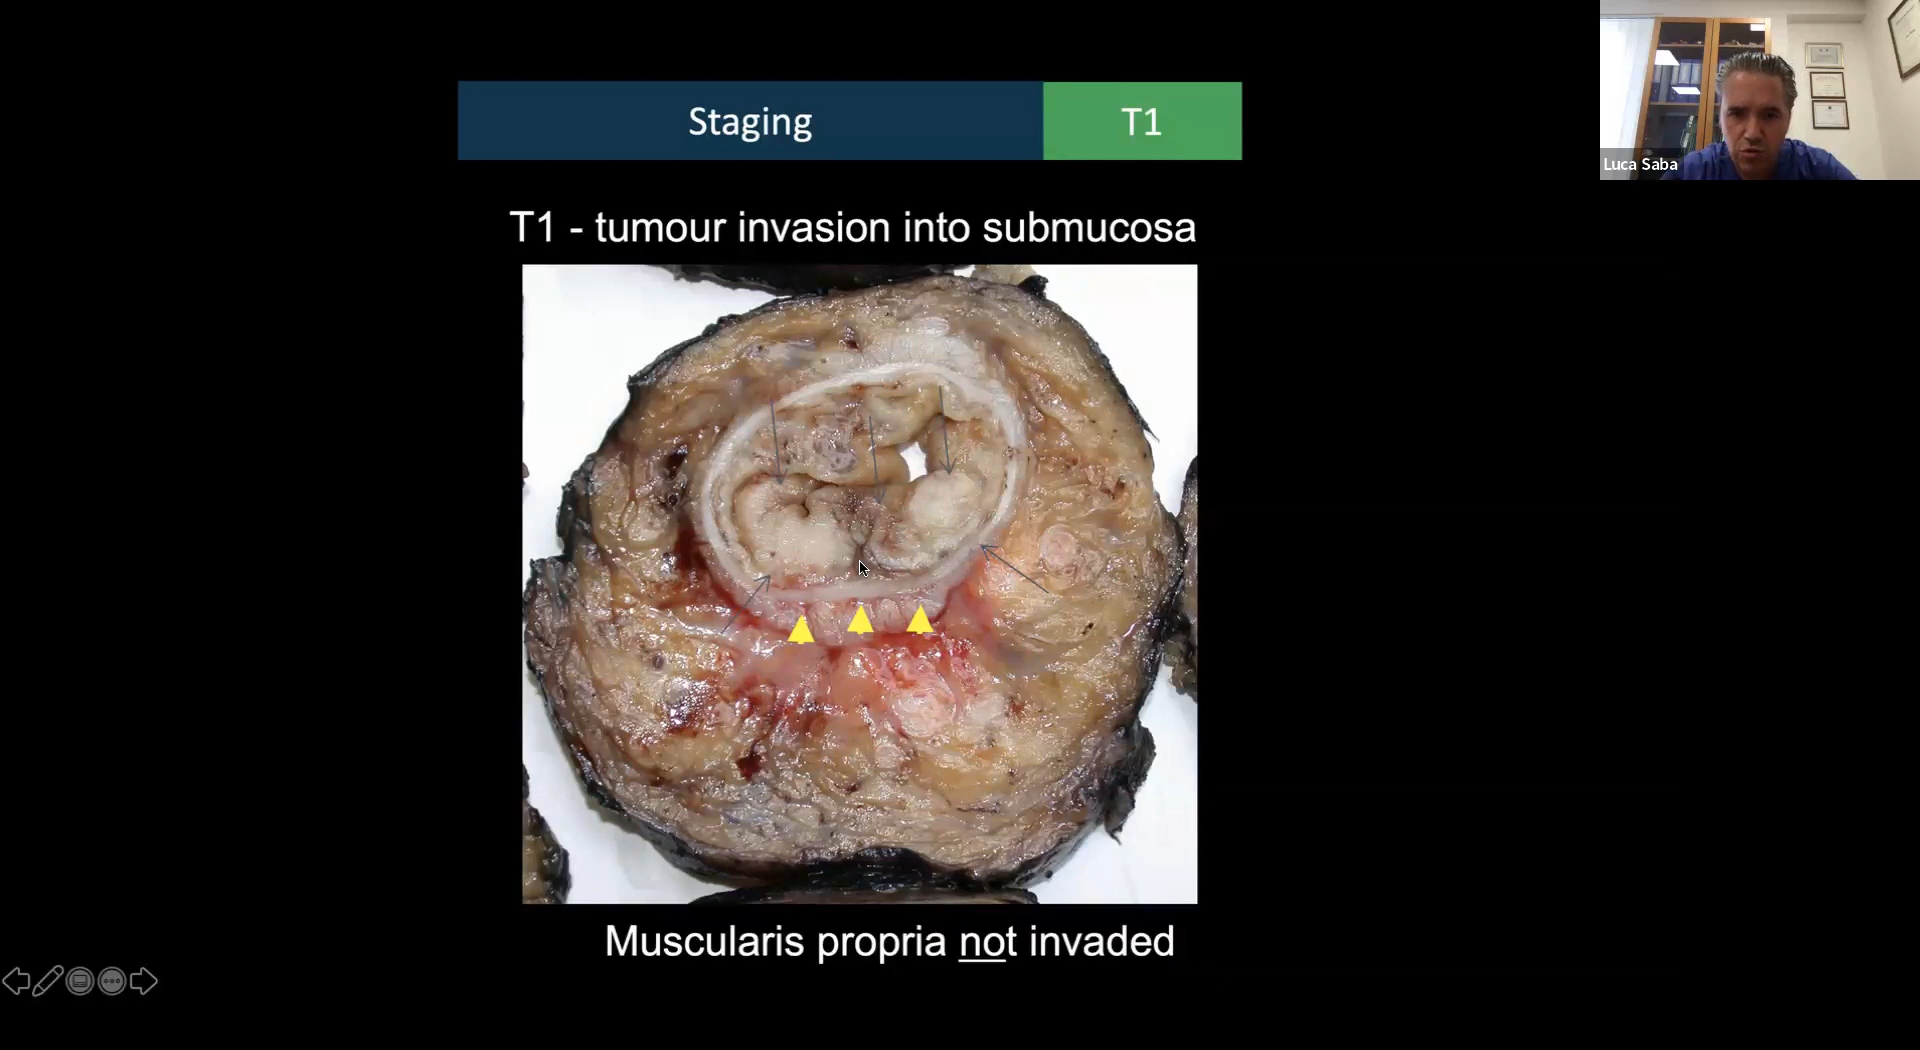 Staging
T1
Luca Saba
T1 - tumour invasion into submucosa
Muscularis propria not invaded